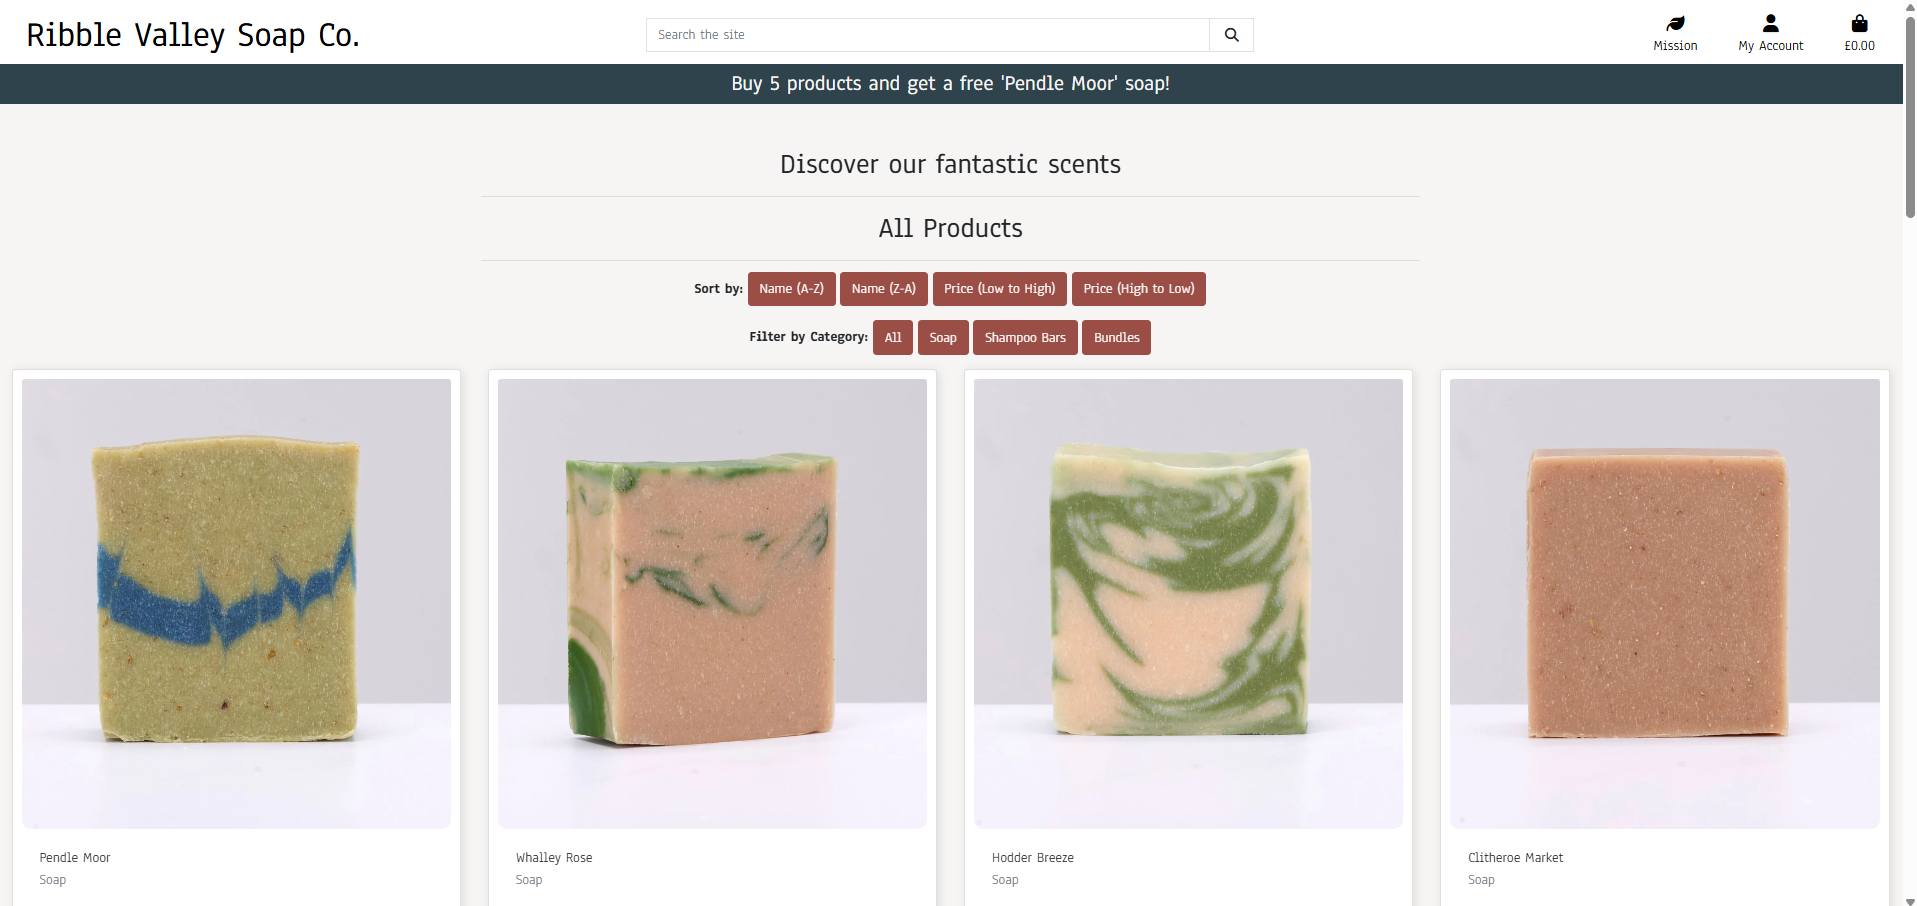 Ribble Valley Soap Co.
Search the site
Mission
My Account
£0.00
Buy 5 products and get a free 'Pendle Moor' soap!
Discover our fantastic scents
All Products
Sort by: Name (A-Z) Name (Z-A) Price (Low to High) Price (High to Low)
Filter by Category: All Soap Shampoo Bars Bundles
Pendle Moor
Soap
Whalley Rose
Soap
Hodder Breeze
Soap
Clitheroe Market
Soap